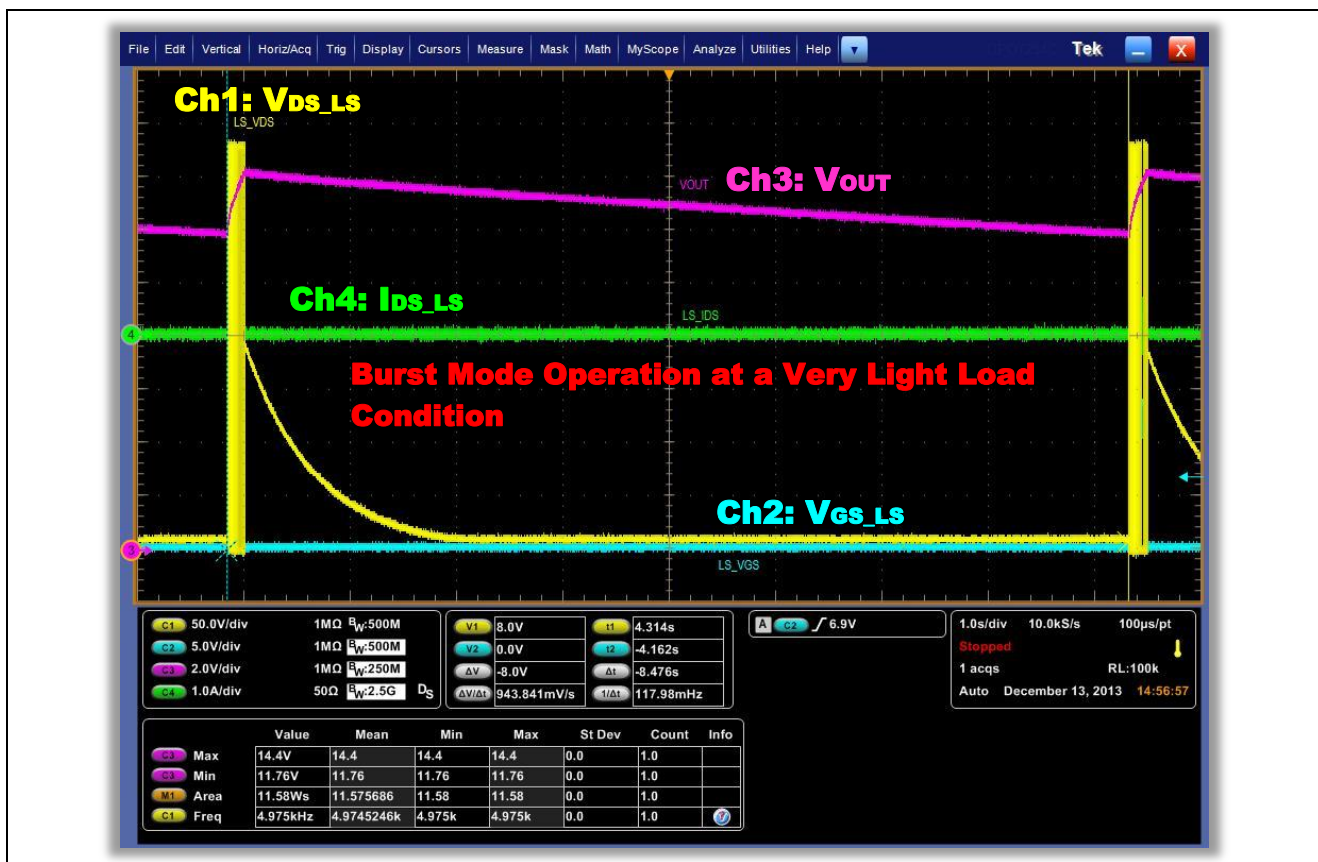 File Edit Vertical Horiz/Acq Trig Display Cursors Measure Mask Math MyScope Analyze Utilities Help Tek X
Ch1: VDS_LS
LS_VDS
VOUT Ch3: VOUT
Ch4: IDS_LS
LS_IDS
4
Burst Mode Operation at a Very Light Load
Condition
Ch2: VGS_LS
3
LS_VGS
C1 50.0V/div 1MΩ BW:500M
C2 5.0V/div 1MΩ BW:500M
C3 2.0V/div 1MΩ BW:250M
C4 1.0A/div 50Ω BW:2.5G DS
V1 8.0V t1 4.314s
V2 0.0V t2 -4.162s
ΔV -8.0V Δt -8.476s
ΔV/Δt 943.841mV/s 1/Δt 117.98mHz
A C2 6.9V
1.0s/div 10.0kS/s 100µs/pt
Stopped
1 acqs RL:100k
Auto December 13, 2013 14:56:57
Value Mean Min Max St Dev Count Info
C3 Max 14.4V 14.4 14.4 14.4 0.0 1.0
C3 Min 11.76V 11.76 11.76 11.76 0.0 1.0
M1 Area 11.58Ws 11.575686 11.58 11.58 0.0 1.0
C1 Freq 4.975kHz 4.9745246k 4.975k 4.975k 0.0 1.0